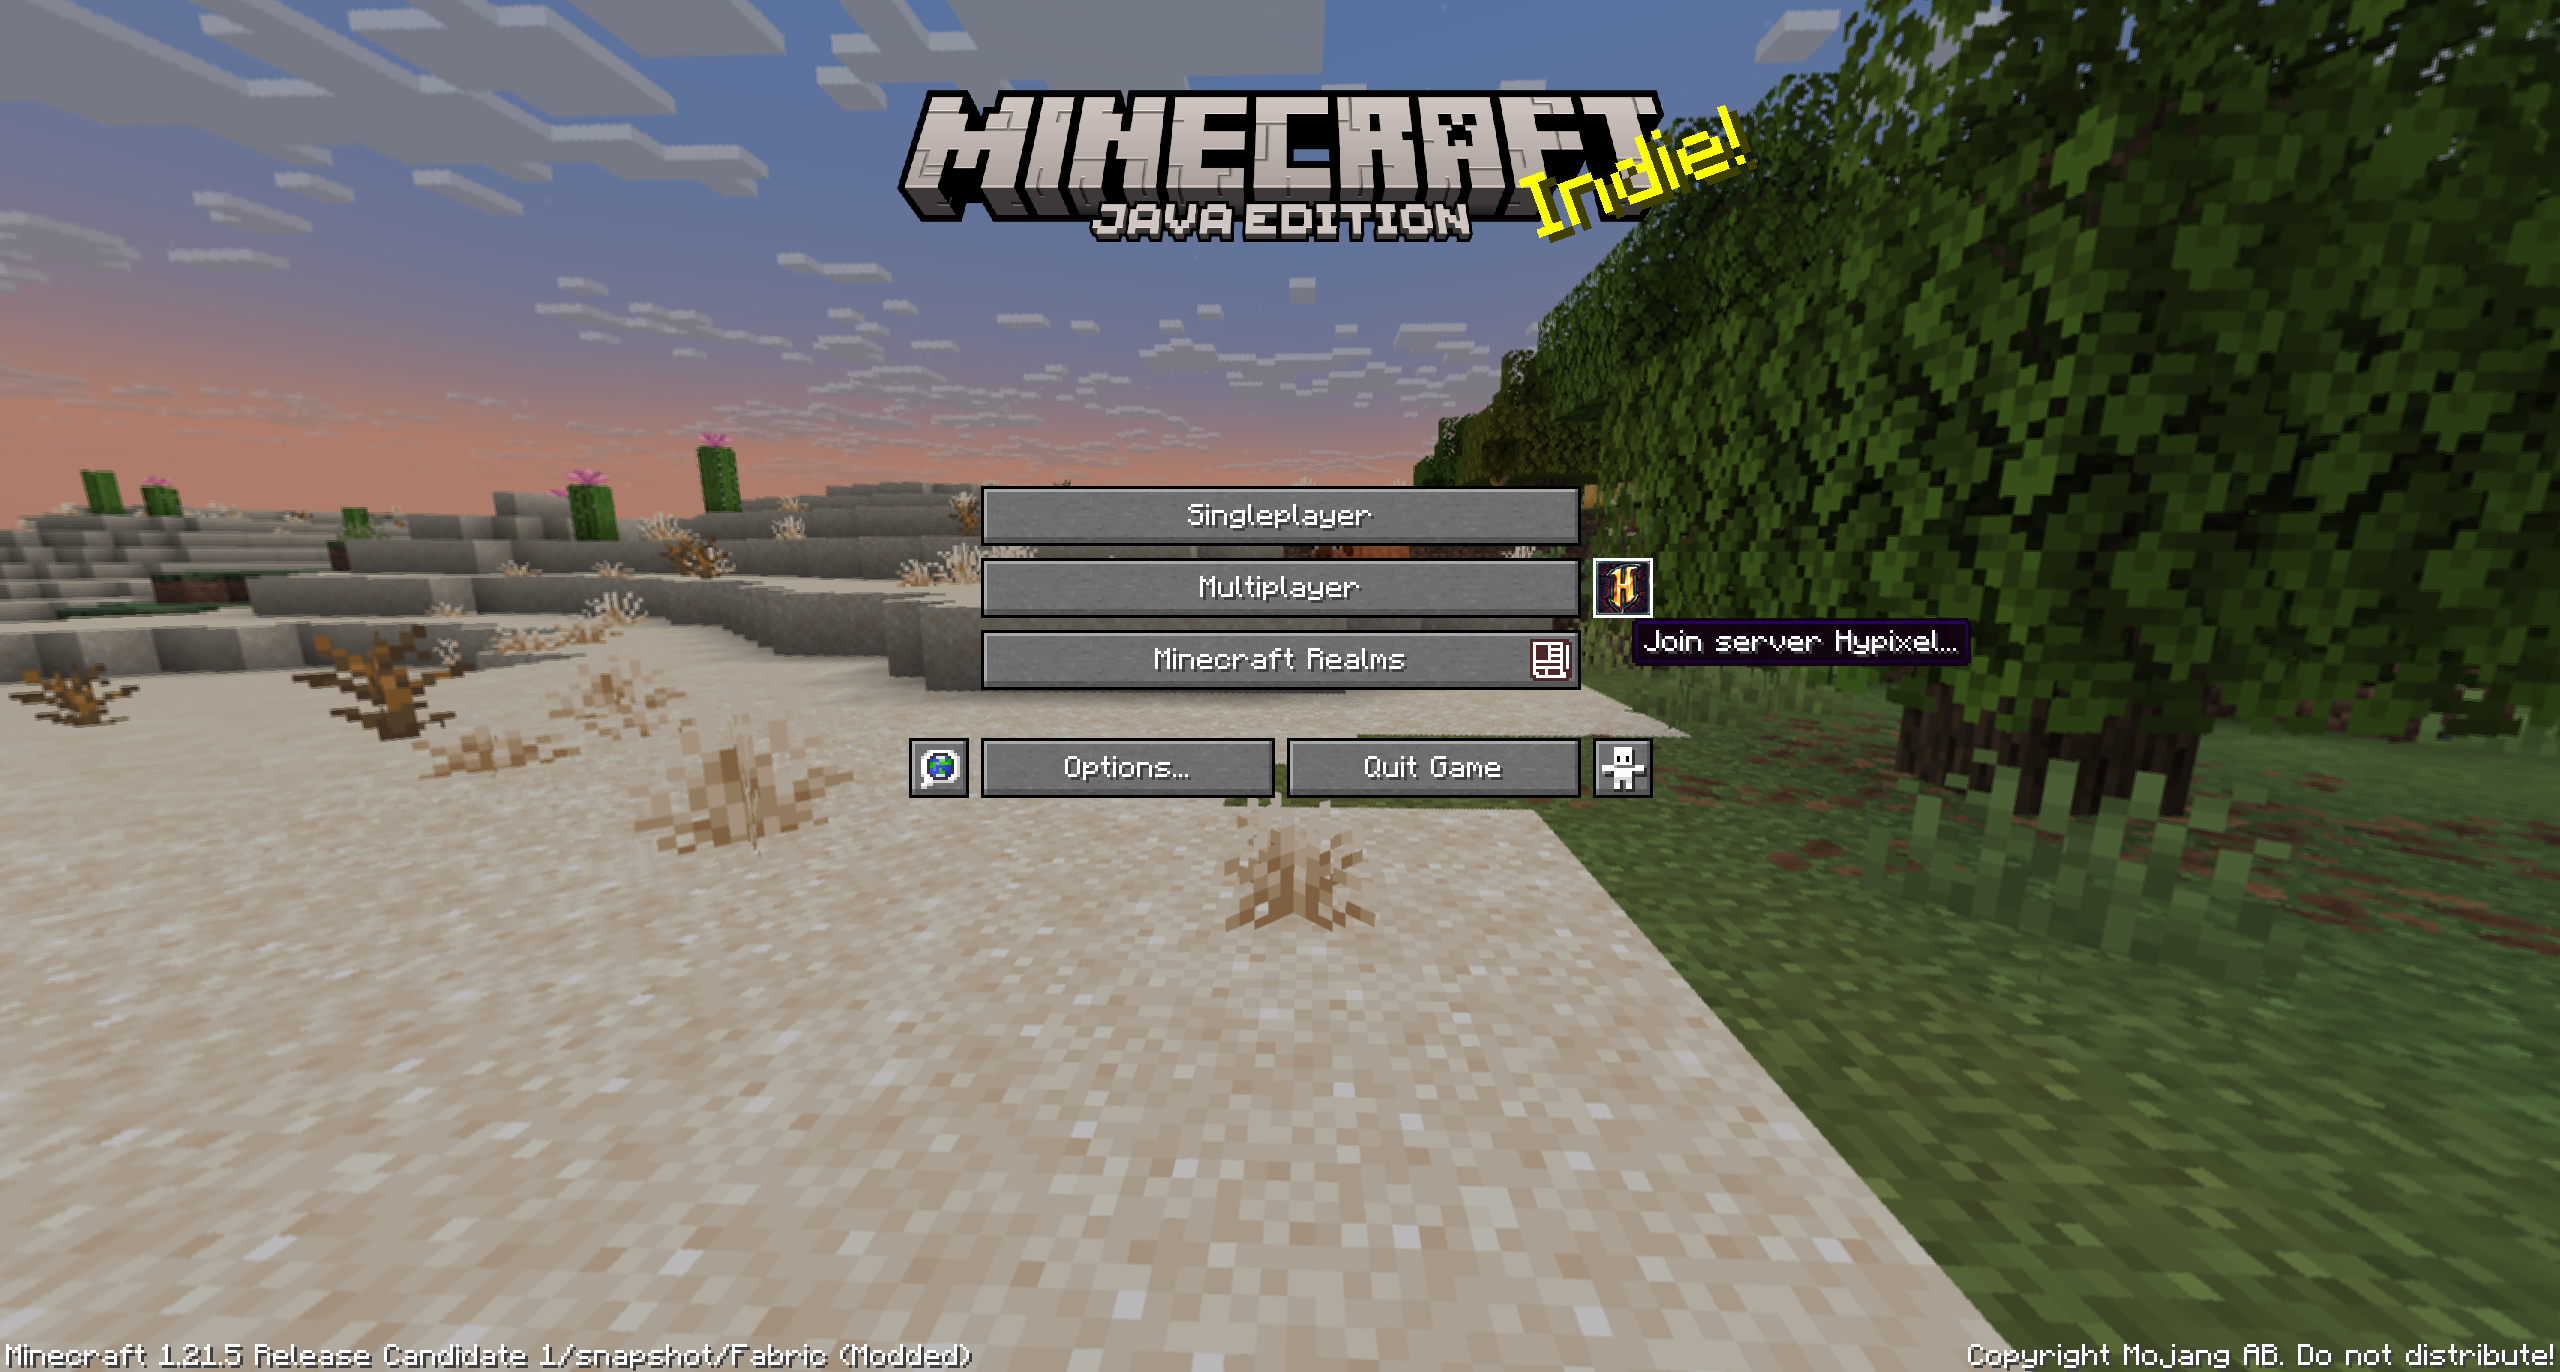 MINECRAFT
JAVA EDITION
Indie!
Singleplayer
Multiplayer
Join server Hypixel...
Minecraft Realms
Options...
Quit Game
Minecraft 1.21.5 Release Candidate 1/snapshot/Fabric (Modded)
Copyright Mojang AB. Do not distribute!